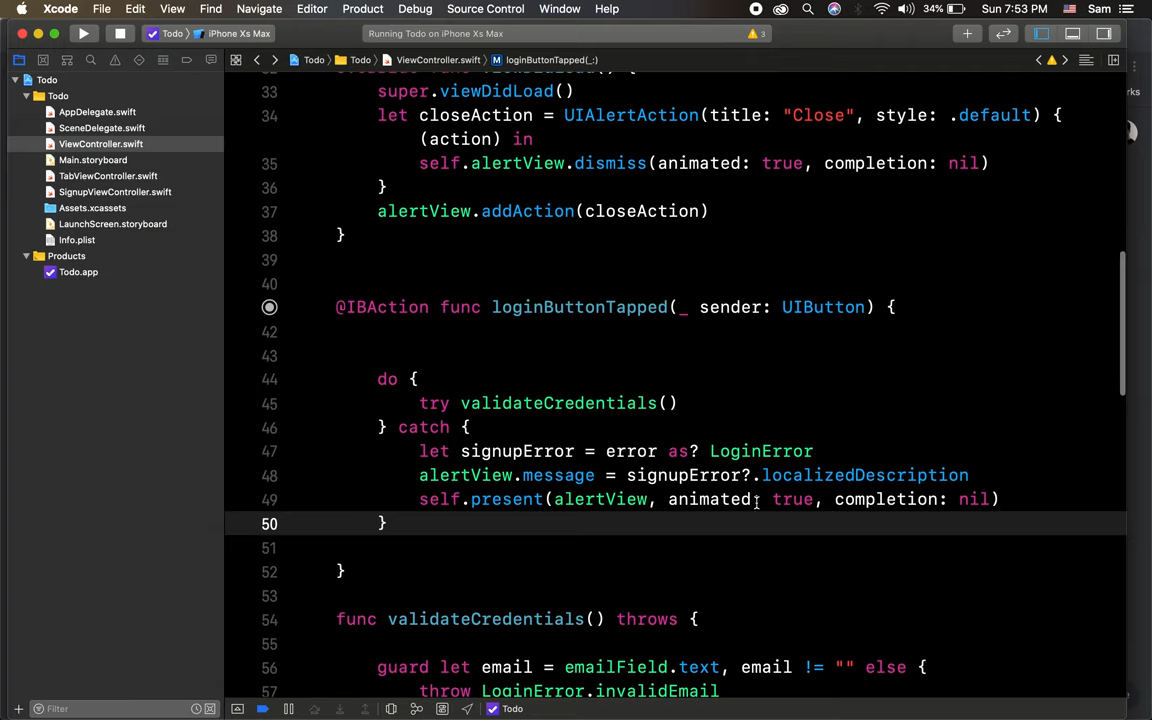 Xcode File Edit View Find Navigate Editor Product Debug Source Control Window Help 34% Sun 7:53 PM Sam
Todo iPhone Xs Max Running Todo on iPhone Xs Max 3
Todo Todo ViewController.swift M loginButtonTapped(_:)
Todo
Todo
AppDelegate.swift
SceneDelegate.swift
ViewController.swift
Main.storyboard
TabViewController.swift
SignupViewController.swift
Assets.xcassets
LaunchScreen.storyboard
Info.plist
Products
Todo.app
33 super.viewDidLoad()
34 let closeAction = UIAlertAction(title: "Close", style: .default) {
(action) in
35 self.alertView.dismiss(animated: true, completion: nil)
36 }
37 alertView.addAction(closeAction)
38 }
39
40
@IBAction func loginButtonTapped(_ sender: UIButton) {
42
43
44 do {
45 try validateCredentials()
46 } catch {
47 let signupError = error as? LoginError
48 alertView.message = signupError?.localizedDescription
49 self.present(alertView, animated: true, completion: nil)
50 }
51
52 }
53
54 func validateCredentials() throws {
55
56 guard let email = emailField.text, email != "" else {
57 throw LoginError.invalidEmail
Filter
Todo